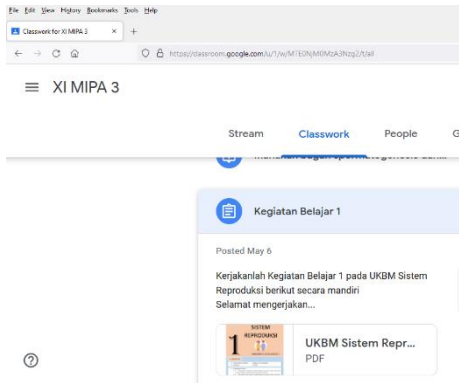 File Edit View History Bookmarks Tools Help
Classwork for XI MIPA 3
XI MIPA 3
Stream Classwork People G
Kegiatan Belajar 1
Posted May 6
Kerjakanlah Kegiatan Belajar 1 pada UKBM Sistem
Reproduksi berikut secara mandiri
Selamat mengerjakan...
SISTEM
REPRODUKSI
1
UKBM Sistem Repr...
PDF